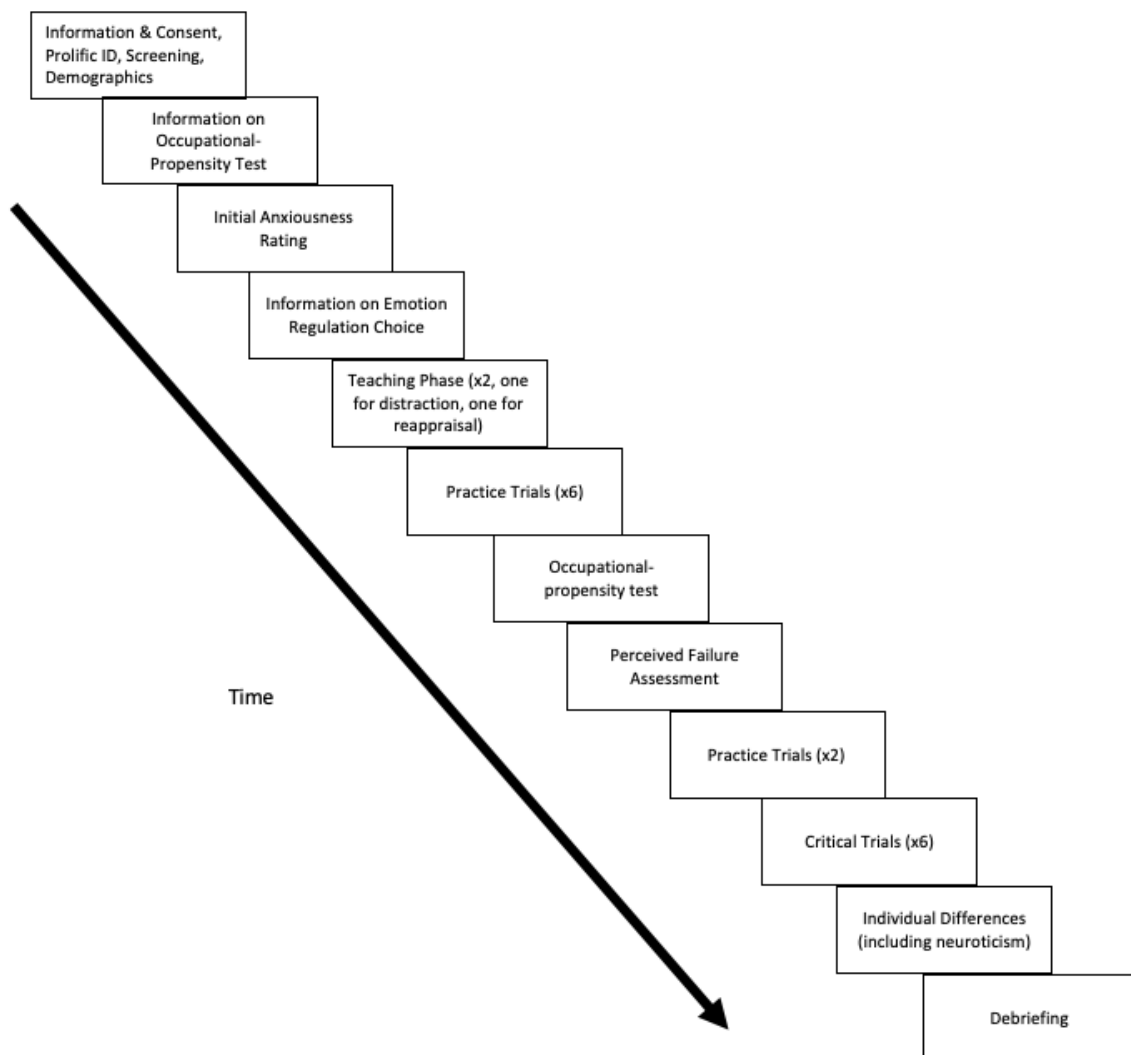 Information & Consent,
Prolific ID, Screening,
Demographics
Information on
Occupational-
Propensity Test
Initial Anxiousness
Rating
Information on Emotion
Regulation Choice
Teaching Phase (x2, one
for distraction, one for
reappraisal)
Practice Trials (x6)
Occupational-
propensity test
Perceived Failure
Assessment
Time
Practice Trials (x2)
Critical Trials (x6)
Individual Differences
(including neuroticism)
Debriefing